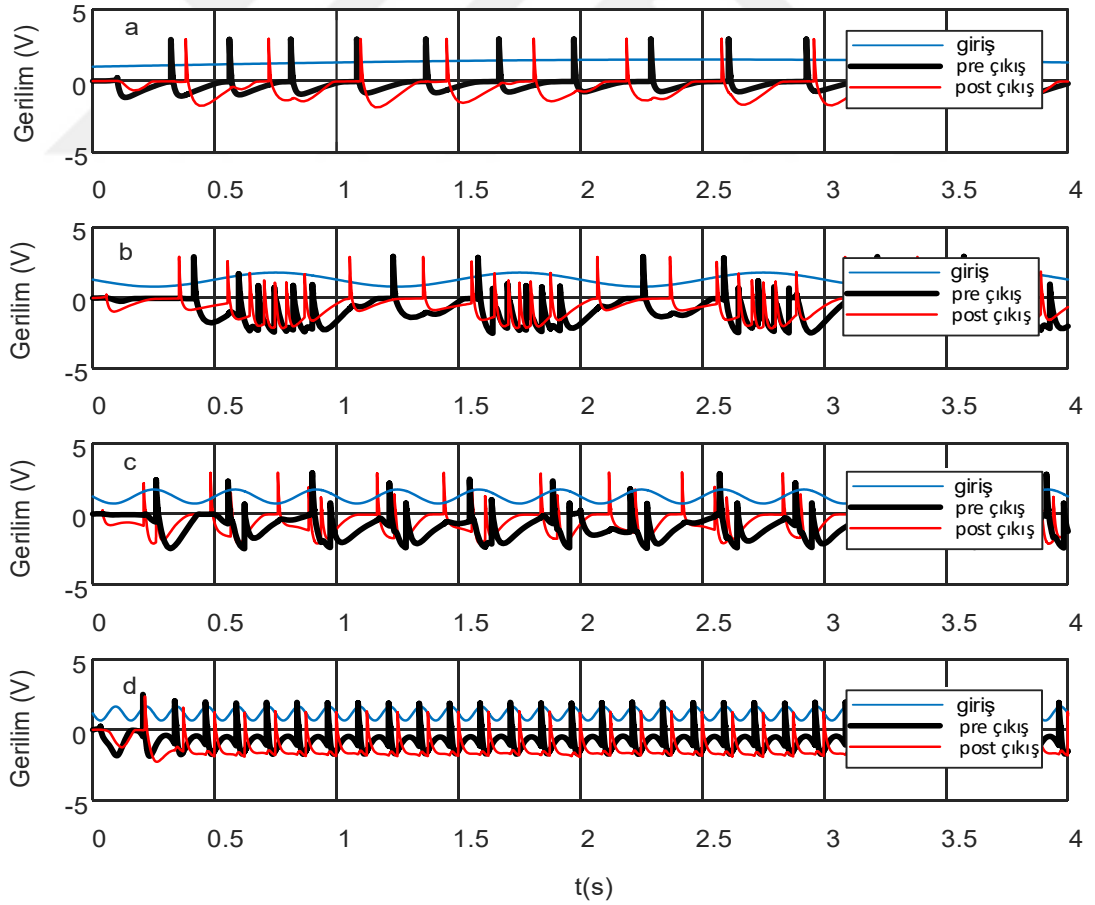 a
5
0
-5
Gerilim (V)
giriş
pre çıkış
post çıkış
0 0.5 1 1.5 2 2.5 3 3.5 4
b
5
0
-5
Gerilim (V)
giriş
pre çıkış
post çıkış
0 0.5 1 1.5 2 2.5 3 3.5 4
c
5
0
-5
Gerilim (V)
giriş
pre çıkış
post çıkış
0 0.5 1 1.5 2 2.5 3 3.5 4
d
5
0
-5
Gerilim (V)
giriş
pre çıkış
post çıkış
0 0.5 1 1.5 2 2.5 3 3.5 4
t(s)